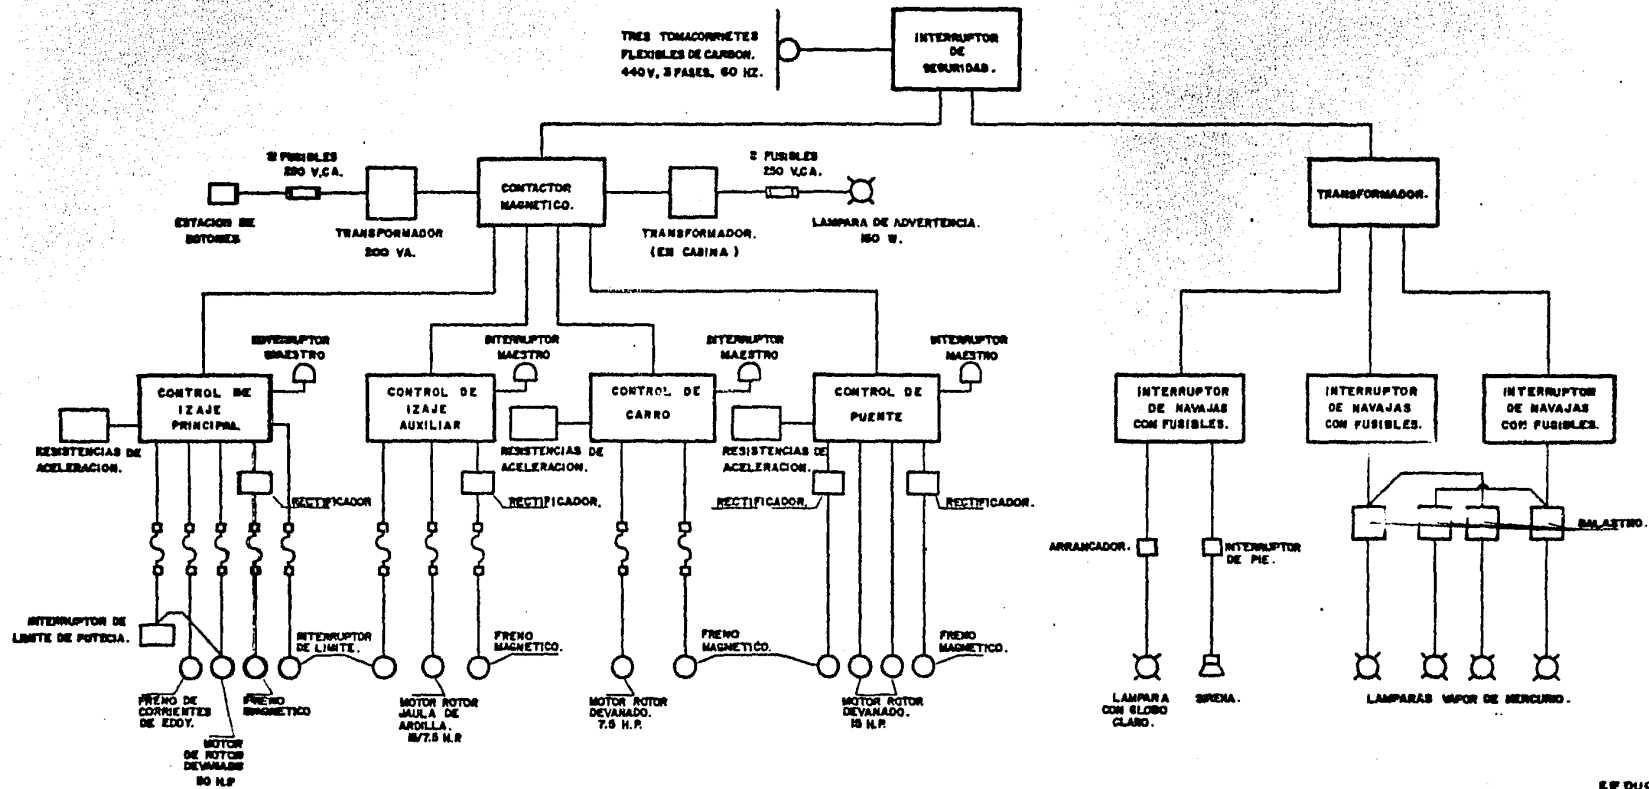 TRES TOMACORRIETES
FLEXIBLES DE CARBON.
440V, 3 FASES, 60 HZ.
INTERRUPTOR
DE
SEGURIDAD.
FUSIBLES
V,CA.
2 FUSIBLES
250 V,CA.
CONTACTOR
MAGNETICO.
TRANSFORMADOR.
ESTACION DE
BOTONES
TRANSFORMADOR
VA.
TRANSFORMADOR.
(EN CABINA)
LAMPARA DE ADVERTENCIA.
W.
INTERRUPTOR
MAESTRO
INTERRUPTOR
MAESTRO
INTERRUPTOR
MAESTRO
INTERRUPTOR
MAESTRO
CONTROL DE
IZAJE
PRINCIPAL.
CONTROL DE
IZAJE
AUXILIAR
CONTROL DE
CARRO
CONTROL DE
PUENTE
INTERRUPTOR
DE NAVAJAS
CON FUSIBLES.
INTERRUPTOR
DE NAVAJAS
CON FUSIBLES.
INTERRUPTOR
DE NAVAJAS
CON FUSIBLES.
RESISTENCIAS DE
ACELERACION.
RESISTENCIAS DE
ACELERACION.
RESISTENCIAS DE
ACELERACION.
RECTIFICADOR
RECTIFICADOR.
RECTIFICADOR.
RECTIFICADOR.
BALASTRO.
ARRANCADOR.
INTERRUPTOR
DE PIE.
INTERRUPTOR DE
LIMITE DE POTECIA.
INTERRUPTOR
DE LIMITE.
FRENO
MAGNETICO.
FRENO
MAGNETICO.
FRENO
MAGNETICO.
FRENO DE
CORRIENTES
DE EDDY.
FRENO
MAGNETICO
MOTOR ROTOR
JAULA DE
ARDILLA.
15/7.5 H.P.
MOTOR ROTOR
DEVANADO.
7.5 H.P.
MOTOR ROTOR
DEVANADO.
15 H.P.
LAMPARA
CON GLOBO
CLARO.
SIRENA.
LAMPARAS VAPOR DE MERCURIO.
MOTOR
DE ROTOR
DEVANADO
H.P